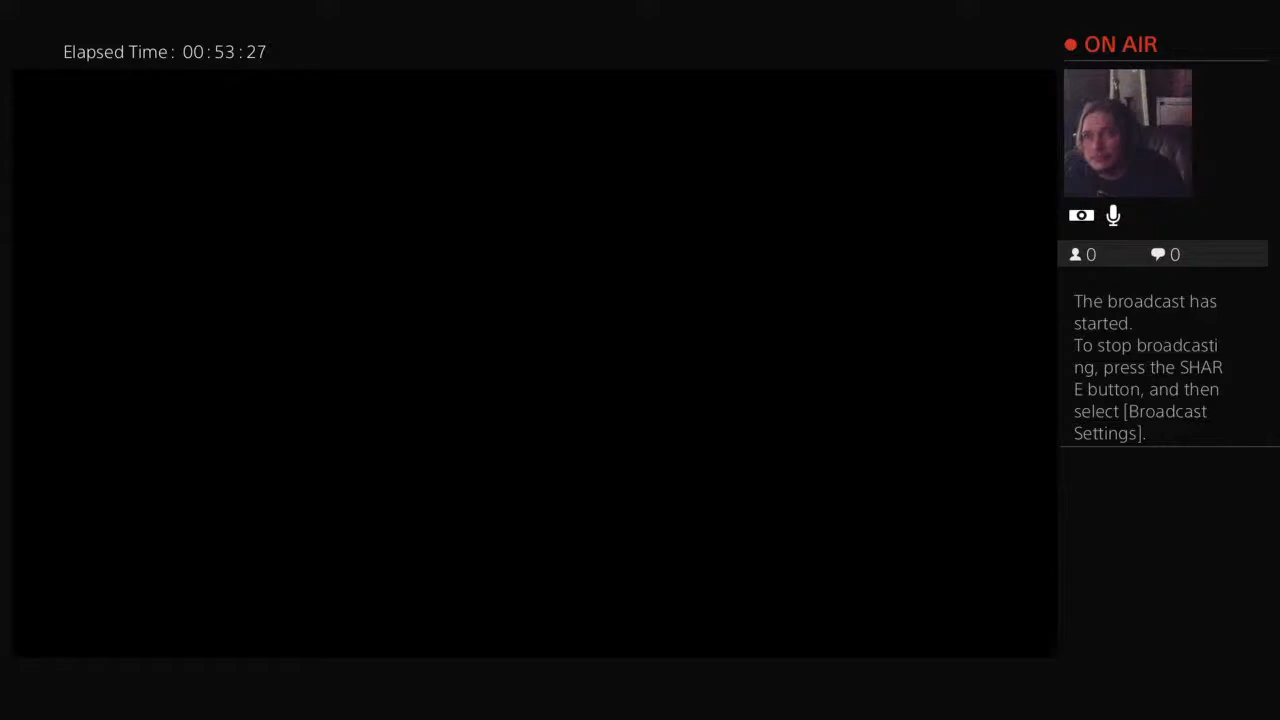 Elapsed Time: 00:53:27
ON AIR
0 0
The broadcast has
started.
To stop broadcasti
ng, press the SHAR
E button, and then
select [Broadcast
Settings].